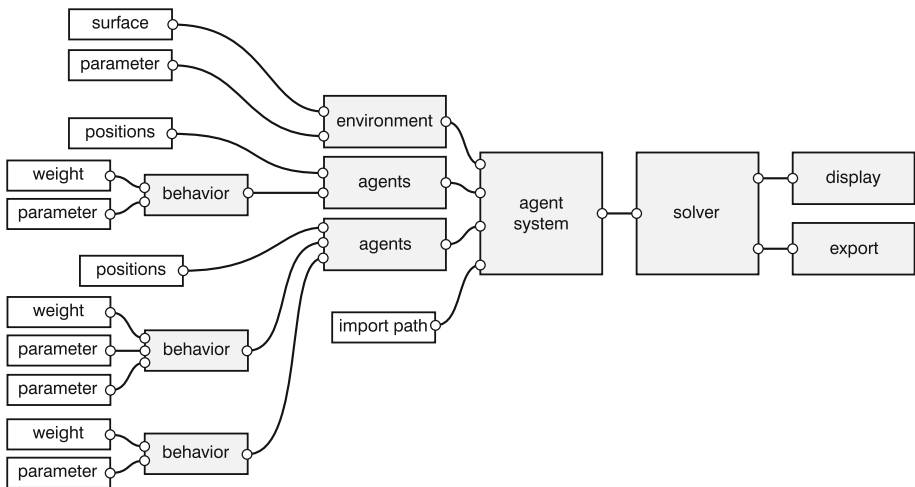 surface
parameter
positions
weight
parameter
behavior
environment
agents
agents
positions
weight
parameter
parameter
behavior
weight
parameter
behavior
import path
agent
system
solver
display
export